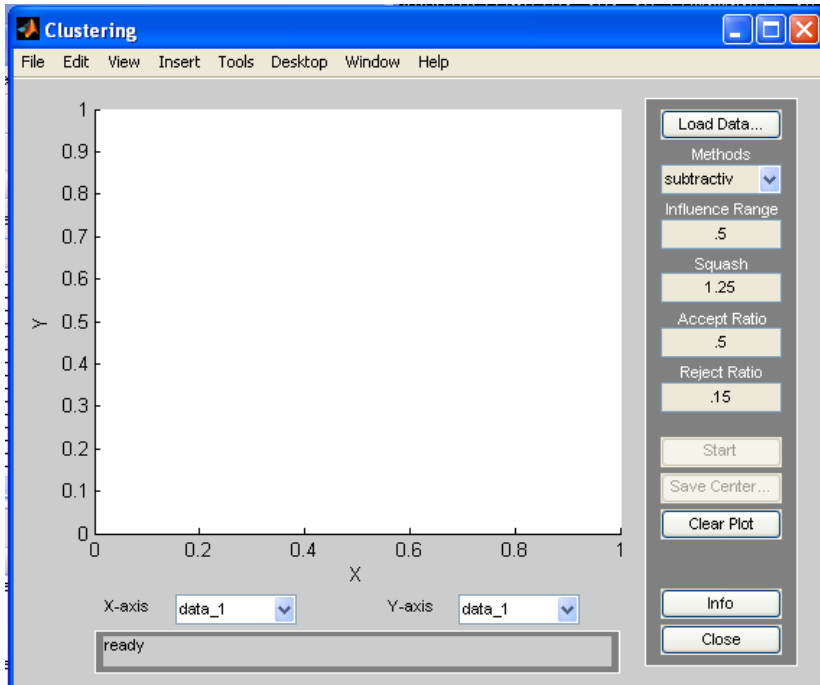 Clustering
File Edit View Insert Tools Desktop Window Help
1
0.9
0.8
0.7
0.6
0.5
0.4
0.3
0.2
0.1
0
Y
0 0.2 0.4 0.6 0.8 1
X
X-axis data_1 Y-axis data_1
ready
Load Data...
Methods
subtractiv
Influence Range
.5
Squash
1.25
Accept Ratio
.5
Reject Ratio
.15
Start
Save Center...
Clear Plot
Info
Close